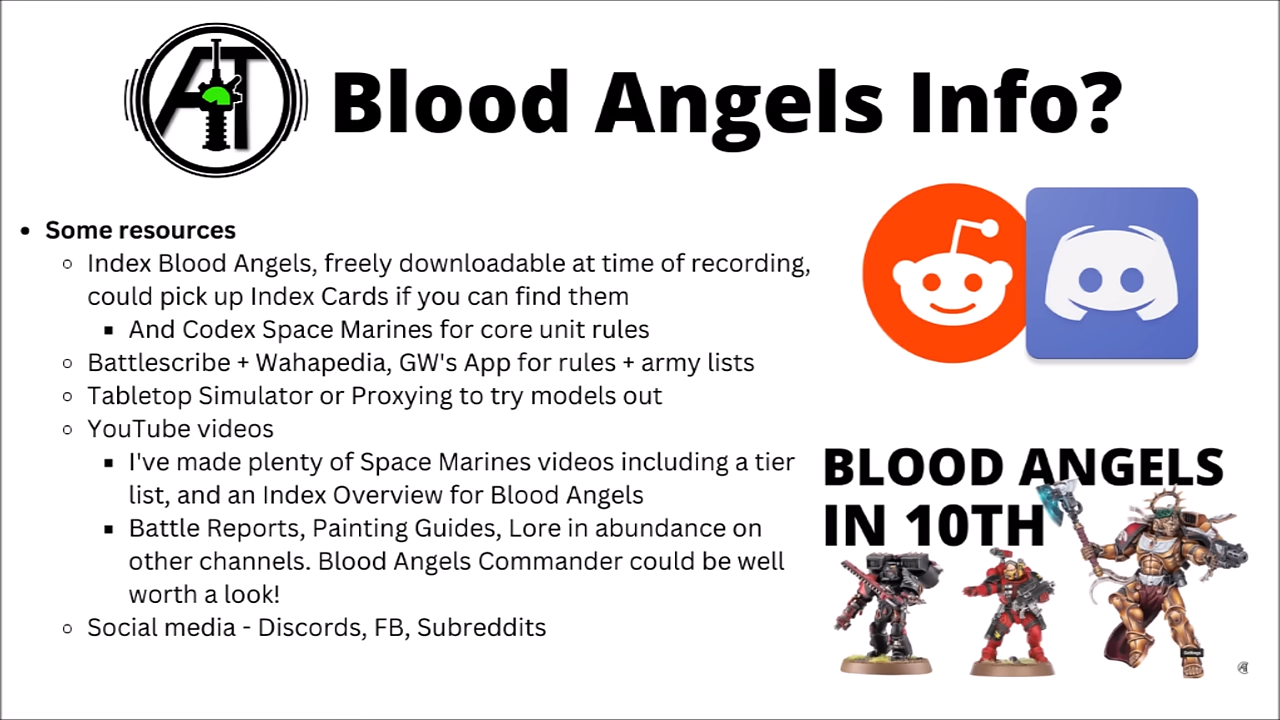 AT
Blood Angels Info?
• Some resources
○ Index Blood Angels, freely downloadable at time of recording,
could pick up Index Cards if you can find them
▪ And Codex Space Marines for core unit rules
○ Battlescribe + Wahapedia, GW's App for rules + army lists
○ Tabletop Simulator or Proxying to try models out
○ YouTube videos
▪ I've made plenty of Space Marines videos including a tier
list, and an Index Overview for Blood Angels
▪ Battle Reports, Painting Guides, Lore in abundance on
other channels. Blood Angels Commander could be well
worth a look!
○ Social media - Discords, FB, Subreddits
BLOOD ANGELS
IN 10TH
Settings
AT